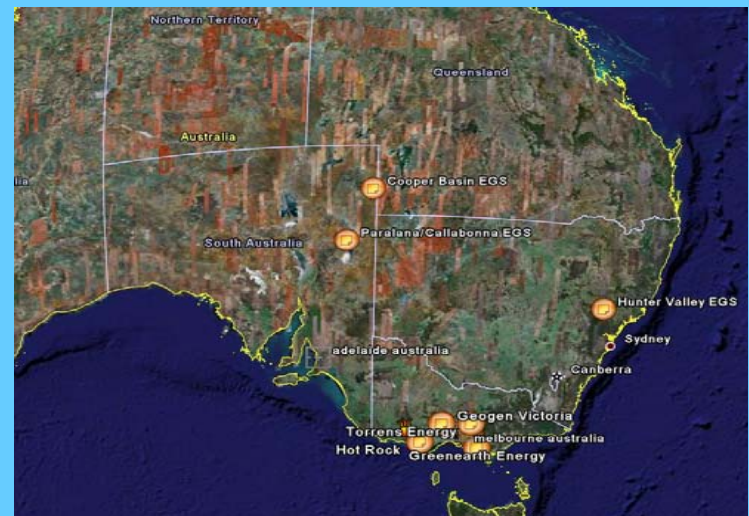 Northern Territory
Queensland
Australia
lia
Cooper Basin EGS
South Australia
Paralana/Callabonna EGS
Hunter Valley EGS
Sydney
adelaide australia
Canberra
Geogen Victoria
Torrens Energy
melbourne australia
Hot Rock
Greenearth Energy